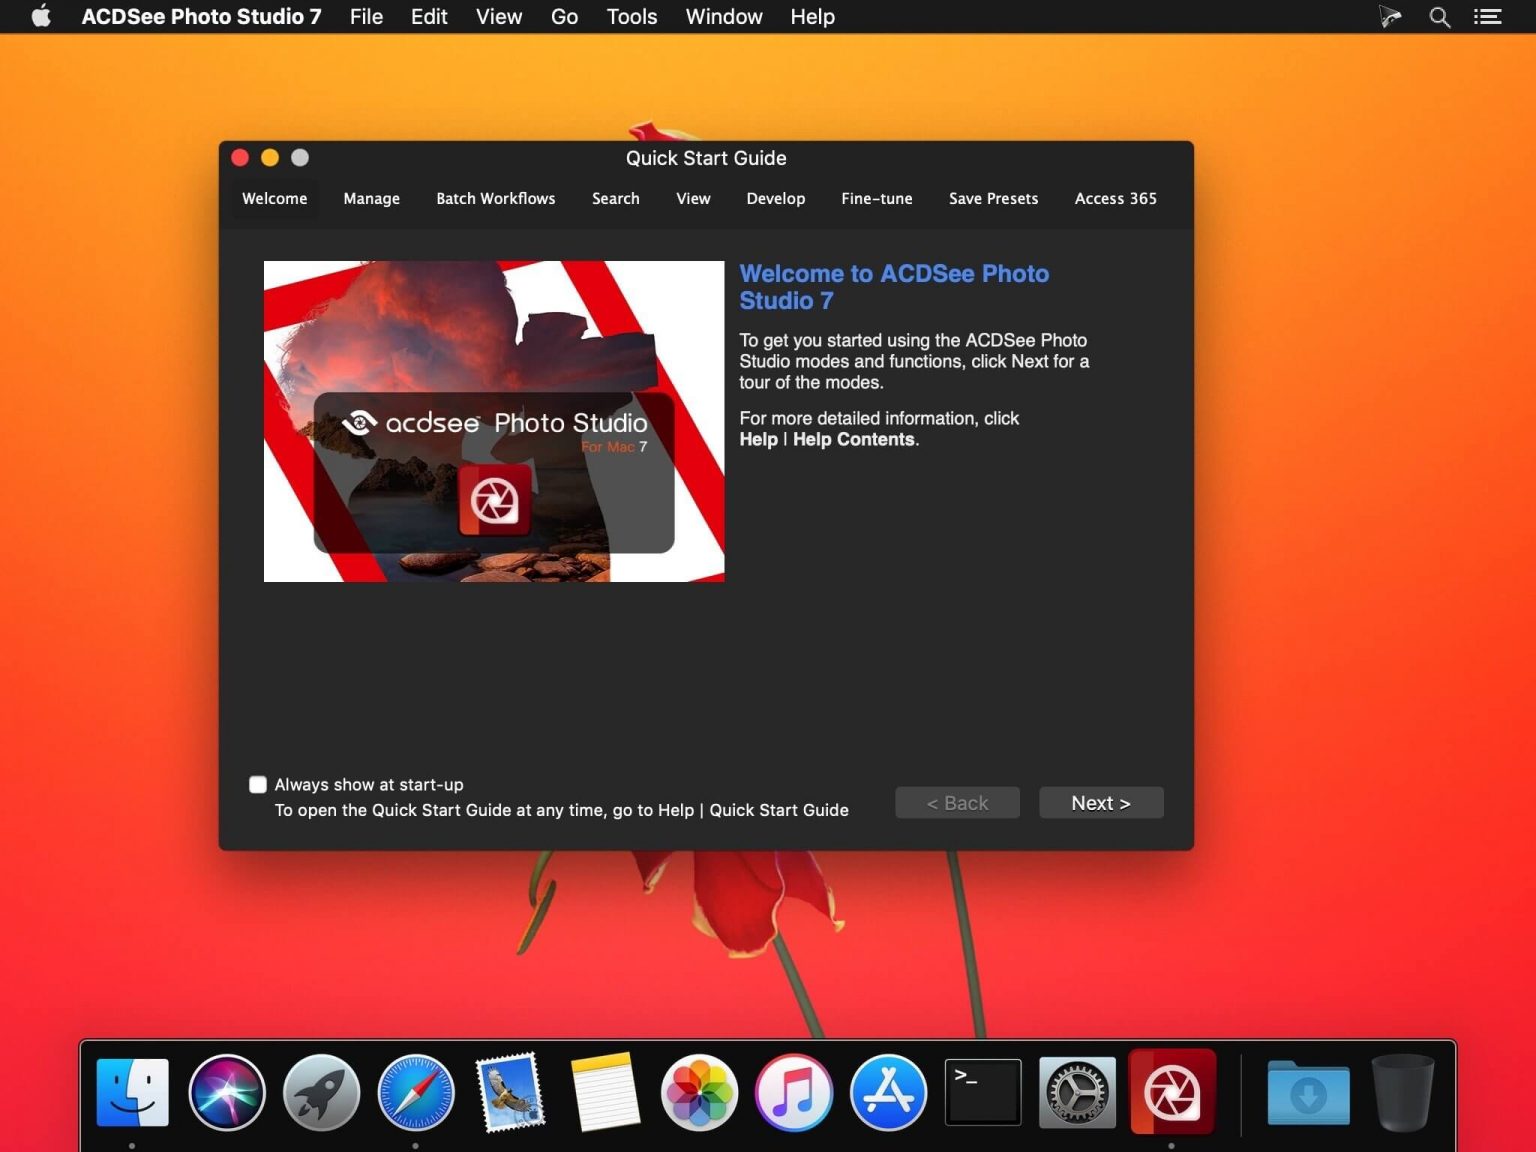 ACDSee Photo Studio 7 File Edit View Go Tools Window Help
Quick Start Guide
Welcome Manage Batch Workflows Search View Develop Fine-tune Save Presets Access 365
acdsee™ Photo Studio
For Mac 7
Welcome to ACDSee Photo
Studio 7
To get you started using the ACDSee Photo
Studio modes and functions, click Next for a
tour of the modes.
For more detailed information, click
Help | Help Contents.
Always show at start-up
To open the Quick Start Guide at any time, go to Help | Quick Start Guide
< Back Next >
>_